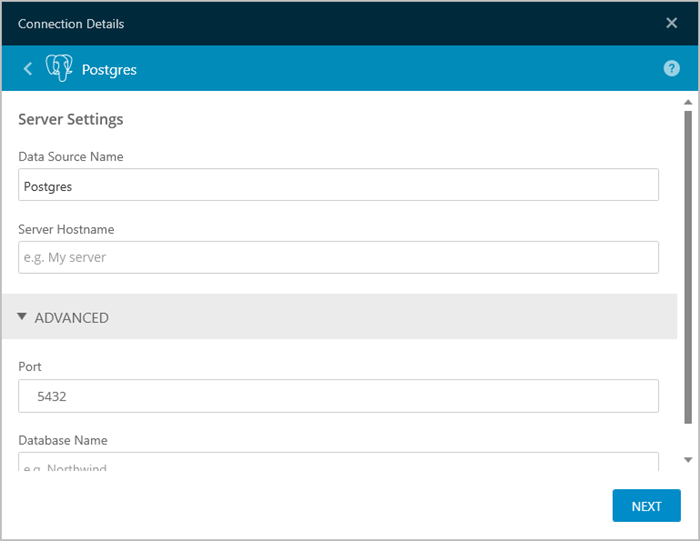 Connection Details
Postgres
?
Server Settings
Data Source Name
Postgres
Server Hostname
e.g. My server
ADVANCED
Port
5432
Database Name
e.g. Northwind
NEXT